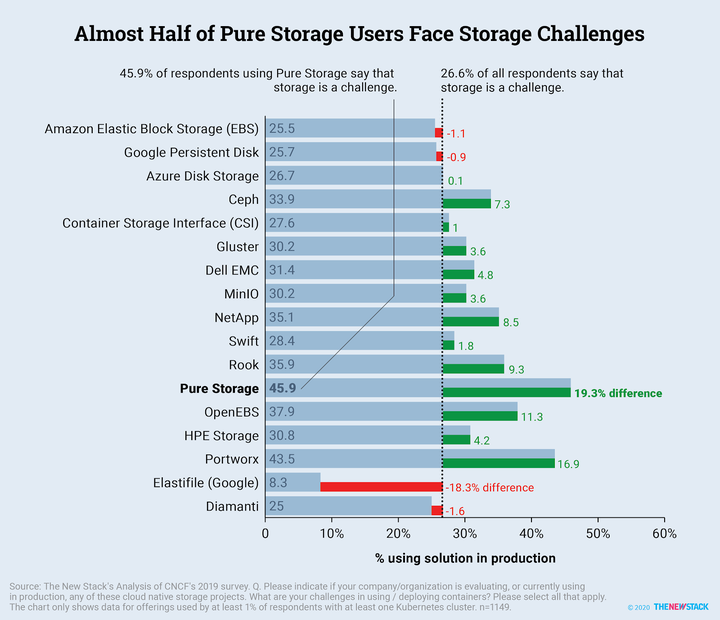 Almost Half of Pure Storage Users Face Storage Challenges
45.9% of respondents using Pure Storage say that
storage is a challenge.
26.6% of all respondents say that
storage is a challenge.
Amazon Elastic Block Storage (EBS) 25.5 -1.1
Google Persistent Disk 25.7 -0.9
Azure Disk Storage 26.7 0.1
Ceph 33.9 7.3
Container Storage Interface (CSI) 27.6 1
Gluster 30.2 3.6
Dell EMC 31.4 4.8
MinIO 30.2 3.6
NetApp 35.1 8.5
Swift 28.4 1.8
Rook 35.9 9.3
Pure Storage 45.9 19.3% difference
OpenEBS 37.9 11.3
HPE Storage 30.8 4.2
Portworx 43.5 16.9
Elastifile (Google) 8.3 -18.3% difference
Diamanti 25 -1.6
0 10% 20% 30% 40% 50% 60%
% using solution in production
Source: The New Stack's Analysis of CNCF's 2019 survey. Q. Please indicate if your company/organization is evaluating, or currently using
in production, any of these cloud native storage projects. What are your challenges in using / deploying containers? Please select all that apply.
The chart only shows data for offerings used by at least 1% of respondents with at least one Kubernetes cluster. n=1149.
© 2020 THENEWSTACK